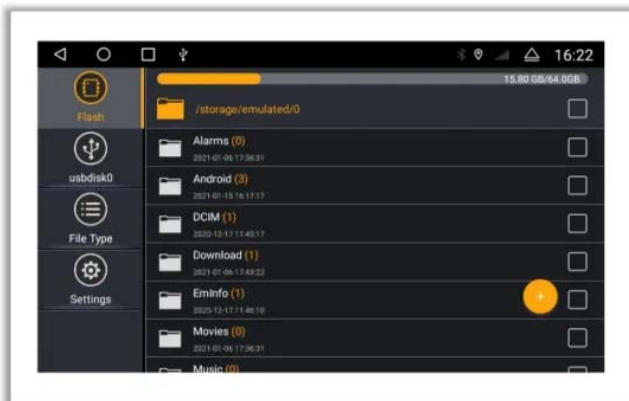 16:22
15.80 GB/64.0GB
Flash
/storage/emulated/0
Alarms (0)
2021-01-06 17:36:31
usbdisk0
Android (3)
2021-01-15 16:17:17
File Type
DCIM (1)
2020-12-17 11:45:17
Download (1)
2021-01-06 17:43:22
Settings
EmInfo (1)
2020-12-17 11:46:10
Movies (0)
2021-01-06 17:36:31
Music (0)